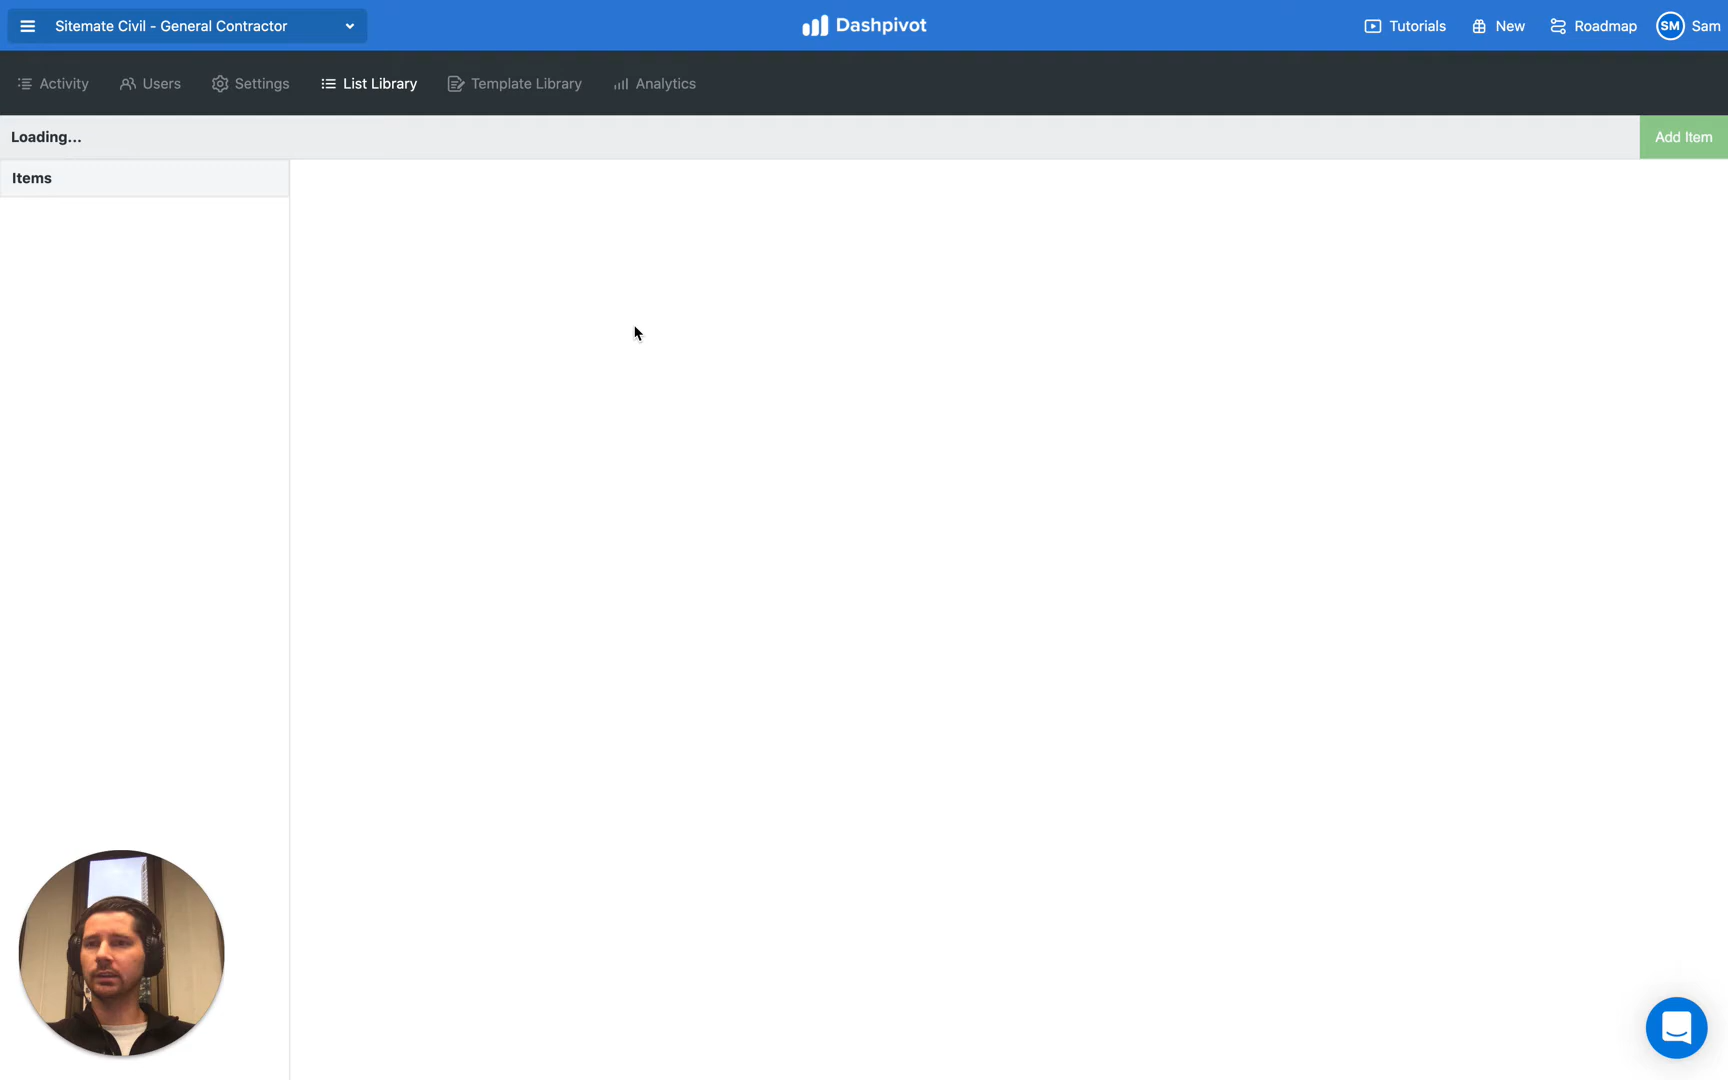 Sitemate Civil - General Contractor
Dashpivot
Tutorials
New
Roadmap
SM
Sam
Activity
Users
Settings
List Library
Template Library
Analytics
Loading...
Add Item
Items